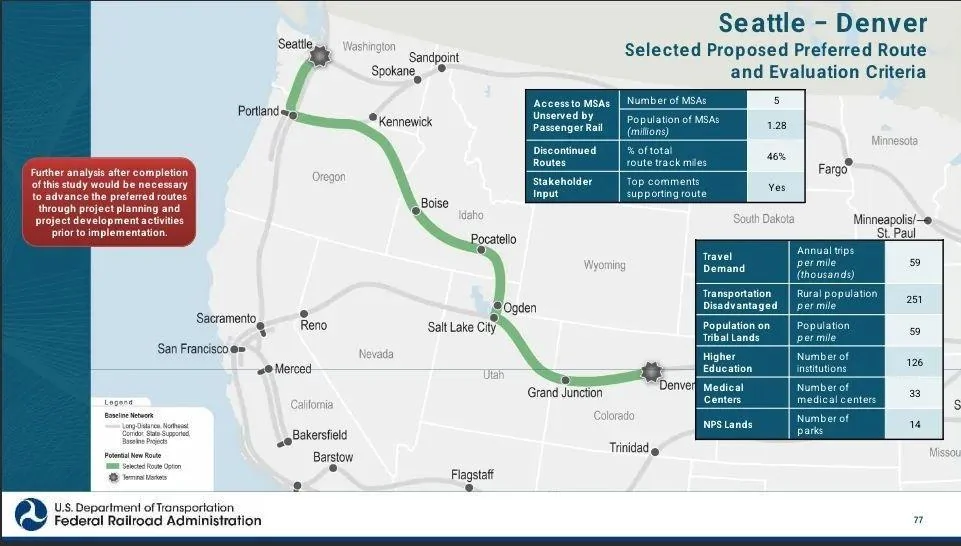 Seattle – Denver
Selected Proposed Preferred Route
and Evaluation Criteria
Access to MSAs
Unserved by
Passenger Rail
Number of MSAs
5
Population of MSAs
(millions)
1.28
Discontinued
Routes
% of total
route track miles
46%
Stakeholder
Input
Top comments
supporting route
Yes
Travel
Demand
Annual trips
per mile
(thousands)
59
Transportation
Disadvantaged
Rural population
per mile
251
Population on
Tribal Lands
Population
per mile
59
Higher
Education
Number of
institutions
126
Medical
Centers
Number of
medical centers
33
NPS Lands
Number of
parks
14
Further analysis after completion
of this study would be necessary
to advance the preferred routes
through project planning and
project development activities
prior to implementation.
Seattle
Washington
Sandpoint
Spokane
Portland
Kennewick
Oregon
Boise
Idaho
Pocatello
Wyoming
Ogden
Salt Lake City
Sacramento
Reno
San Francisco
Nevada
Merced
Utah
Grand Junction
Denver
Colorado
California
Bakersfield
Barstow
Trinidad
Flagstaff
Minnesota
Fargo
South Dakota
Minneapolis/
St. Paul
S
Missou
Legend
Baseline Network
Long-Distance, Northeast
Corridor, State-Supported,
Baseline Projects
Potential New Route
Selected Route Option
Terminal Markets
U.S. Department of Transportation
Federal Railroad Administration
77